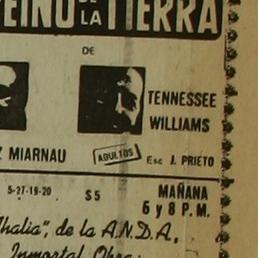 REINO DE LA TIERRA
DE
TENNESSEE
WILLIAMS
Z MIARNAU
ADULTOS
Esc J. PRIETO
5-27-19-20
$5
MAÑANA
6 y 8 P.M.
Thalia", de la A.N.D.A.,
Inmortal Obra